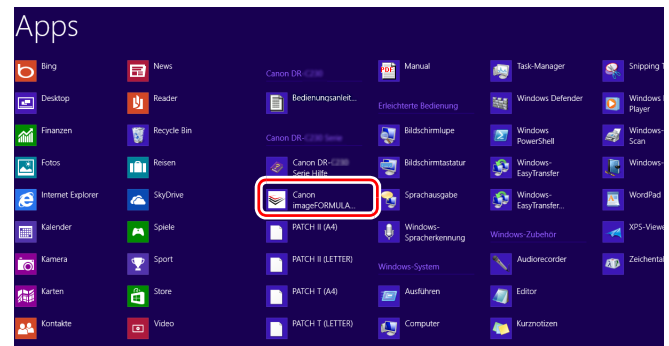 Apps
Bing
Desktop
Finanzen
Fotos
Internet Explorer
Kalender
Kamera
Karten
Kontakte
News
Reader
Recycle Bin
Reisen
SkyDrive
Spiele
Sport
Store
Video
Canon DR-
Bedienungsanleit...
Canon DR-
Canon DR-
Serie Hilfe
Canon
imageFORMULA...
PATCH II (A4)
PATCH II (LETTER)
PATCH T (A4)
PATCH T (LETTER)
PDF
Manual
Erleichterte Bedienung
Bildschirmlupe
Bildschirmtastatur
Sprachausgabe
Windows-
Spracherkennung
Windows-System
Ausführen
Computer
Task-Manager
Windows Defender
Windows
PowerShell
Windows-
EasyTransfer
Windows-
EasyTransfer...
Windows-Zubehör
Audiorecorder
Editor
Kurznotizen
Snipping T
Windows
Player
Windows-
Scan
Windows-
WordPad
XPS-Viewe
Zeichental